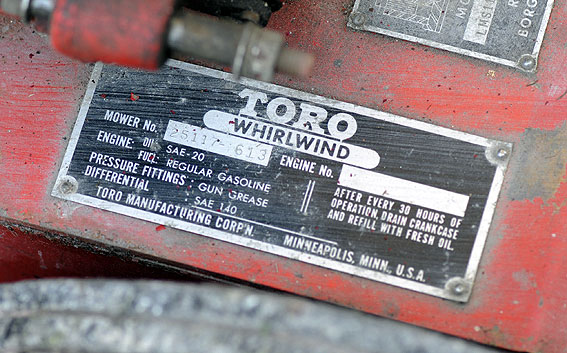 TORO
WHIRLWIND
MOWER No. 25117 613
ENGINE: OIL SAE-20
FUEL: REGULAR GASOLINE
PRESSURE FITTINGS: GUN GREASE
DIFFERENTIAL SAE 140
TORO MANUFACTURING CORP'N. MINNEAPOLIS, MINN., U.S.A.
ENGINE No.
AFTER EVERY 30 HOURS OF
OPERATION, DRAIN CRANKCASE
AND REFILL WITH FRESH OIL.
BORG